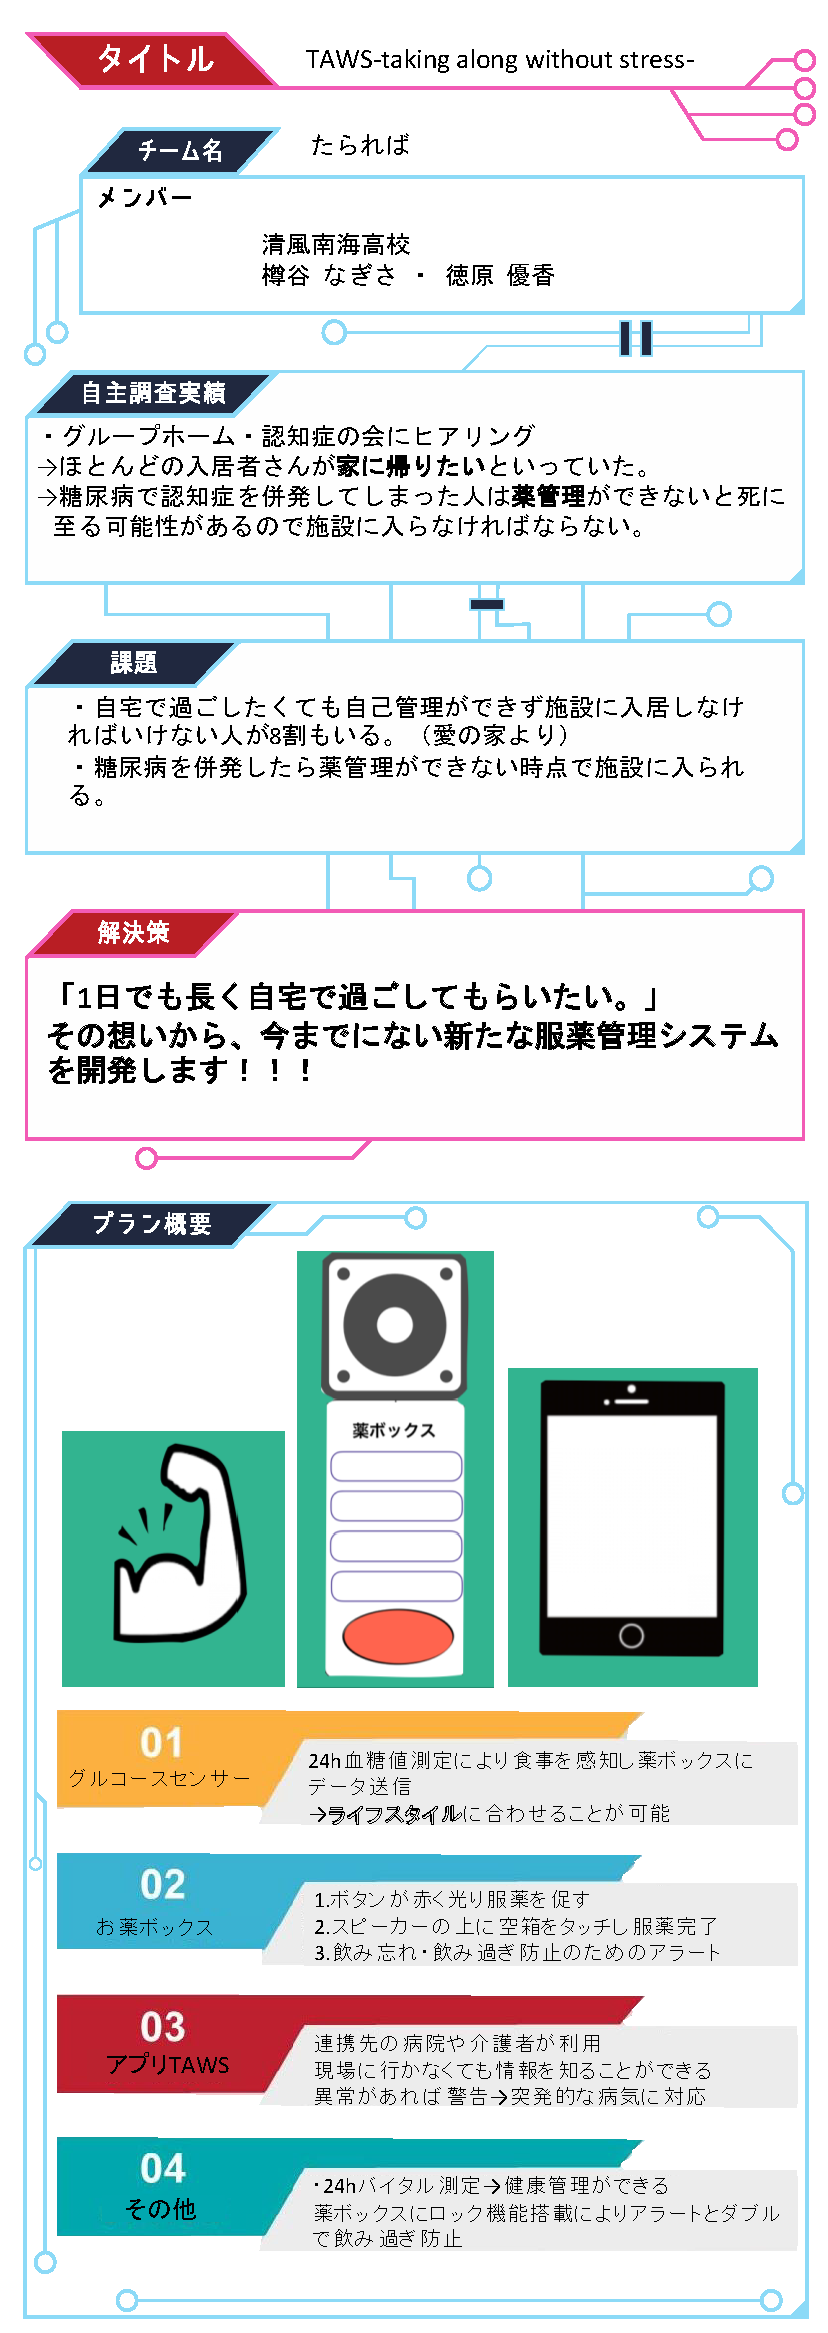 タイトル
TAWS-taking along without stress-
チーム名
たられば
メンバー
清風南海高校
樽谷 なぎさ ・ 徳原 優香
自主調査実績
・グループホーム・認知症の会にヒアリング
→ほとんどの入居者さんが家に帰りたいといっていた。
→糖尿病で認知症を併発してしまった人は薬管理ができないと死に
至る可能性があるので施設に入らなければならない。
課題
・自宅で過ごしたくても自己管理ができず施設に入居しなけ
ればいけない人が8割もいる。（愛の家より）
・糖尿病を併発したら薬管理ができない時点で施設に入られ
る。
解決策
「1日でも長く自宅で過ごしてもらいたい。」
その想いから、今までにない新たな服薬管理システム
を開発します！！！
プラン概要
薬ボックス
01
グルコースセンサー
24h血糖値測定により食事を感知し薬ボックスに
データ送信
→ライフスタイルに合わせることが可能
02
お薬ボックス
1.ボタンが赤く光り服薬を促す
2.スピーカーの上に空箱をタッチし服薬完了
3.飲み忘れ・飲み過ぎ防止のためのアラート
03
アプリTAWS
連携先の病院や介護者が利用
現場に行かなくても情報を知ることができる
異常があれば警告→突発的な病気に対応
04
その他
・24hバイタル測定→健康管理ができる
薬ボックスにロック機能搭載によりアラートとダブル
で飲み過ぎ防止